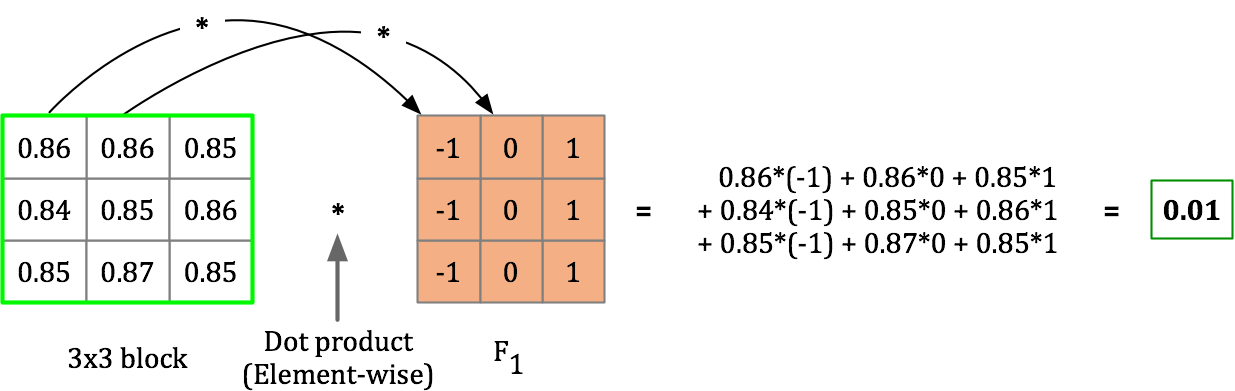 * *
0.86 0.86 0.85 -1 0 1 0.86*(-1) + 0.86*0 + 0.85*1
0.84 0.85 0.86 * -1 0 1 = + 0.84*(-1) + 0.85*0 + 0.86*1 = 0.01
0.85 0.87 0.85 -1 0 1 + 0.85*(-1) + 0.87*0 + 0.85*1
3x3 block
Dot product
(Element-wise)
F1